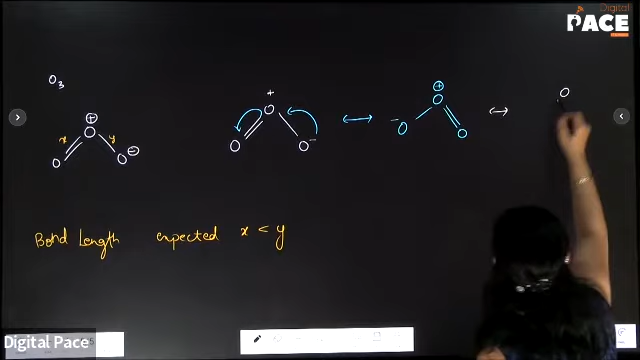 Digital
PACE
O3
+
⊕
⊕
O
O
O
O
x
y
O
O ⊖
O
O⁻
⁻O
O
Bond Length expected x < y
Digital Pace